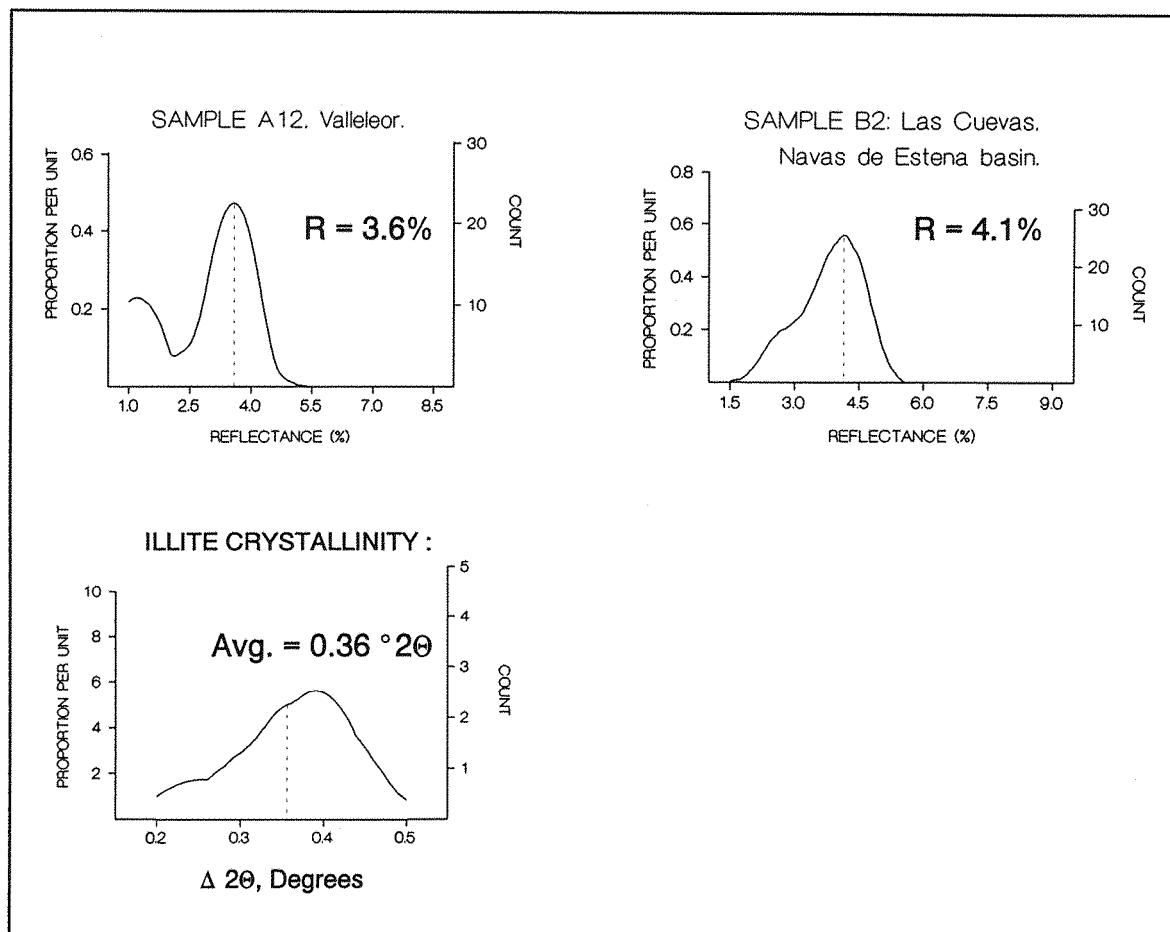 SAMPLE A12. Valleleor.
PROPORTION PER UNIT
0.6
0.4
0.2
30
20
10
COUNT
R = 3.6%
1.0 2.5 4.0 5.5 7.0 8.5
REFLECTANCE (%)
SAMPLE B2: Las Cuevas.
Navas de Estena basin.
PROPORTION PER UNIT
0.8
0.6
0.4
0.2
30
20
10
COUNT
R = 4.1%
1.5 3.0 4.5 6.0 7.5 9.0
REFLECTANCE (%)
ILLITE CRYSTALLINITY :
PROPORTION PER UNIT
10
8
6
4
2
5
4
3
2
1
COUNT
Avg. = 0.36 °2Θ
0.2 0.3 0.4 0.5
Δ 2Θ, Degrees